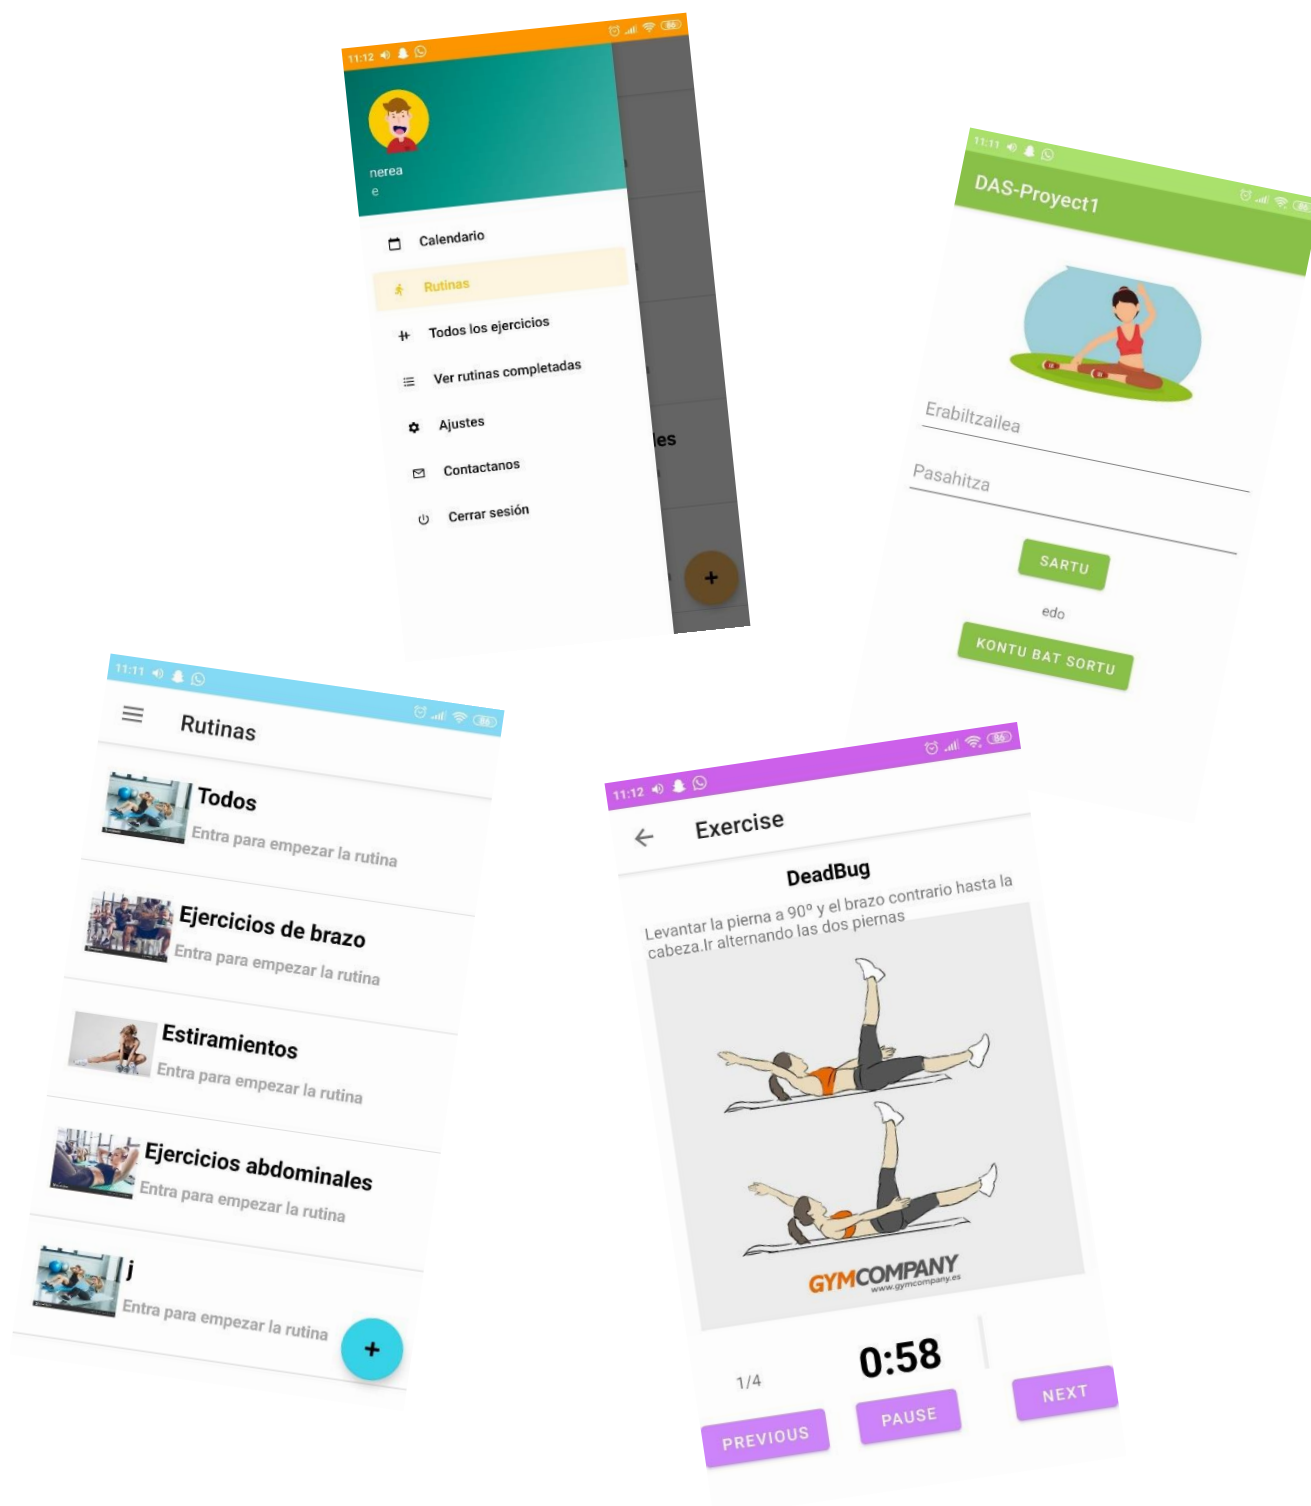 11:12
86
nerea
e
Calendario
Rutinas
Todos los ejercicios
Ver rutinas completadas
Ajustes
Contactanos
Cerrar sesión
les
+
11:11
86
DAS-Proyect1
Erabiltzailea
Pasahitza
SARTU
edo
KONTU BAT SORTU
11:11
86
Rutinas
Todos
Entra para empezar la rutina
Ejercicios de brazo
Entra para empezar la rutina
Estiramientos
Entra para empezar la rutina
Ejercicios abdominales
Entra para empezar la rutina
j
Entra para empezar la rutina
+
11:12
86
Exercise
DeadBug
Levantar la pierna a 90º y el brazo contrario hasta la
cabeza.Ir alternando las dos piernas
GYMCOMPANY
www.gymcompany.es
1/4
0:58
PREVIOUS
PAUSE
NEXT